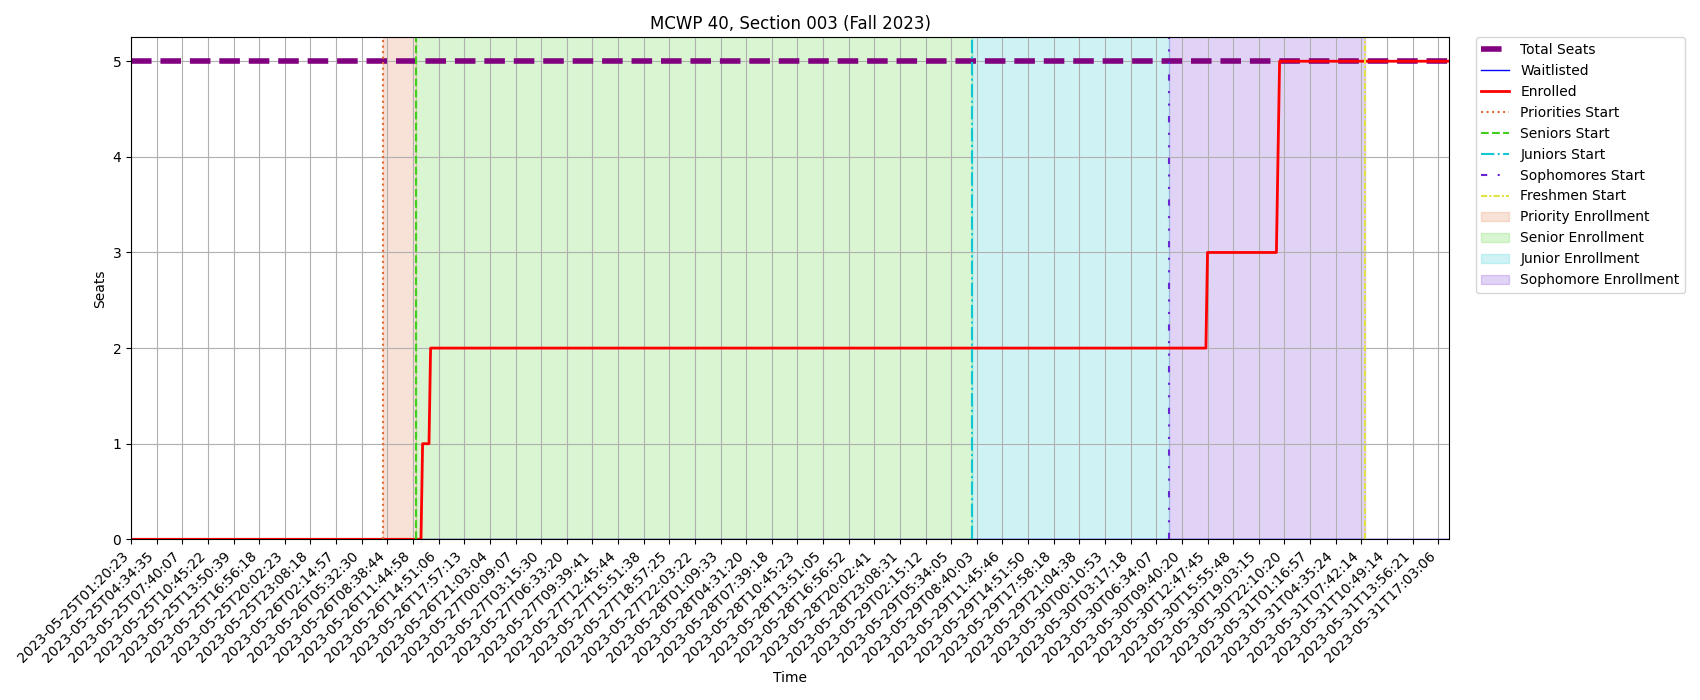 MCWP 40, Section 003 (Fall 2023)
Total Seats
Waitlisted
Enrolled
Priorities Start
Seniors Start
Juniors Start
Sophomores Start
Freshmen Start
Priority Enrollment
Senior Enrollment
Junior Enrollment
Sophomore Enrollment
Seats
5
4
3
2
1
0
2023-05-25T01:20:23
2023-05-25T04:34:35
2023-05-25T07:40:07
2023-05-25T10:45:22
2023-05-25T13:50:39
2023-05-25T16:56:18
2023-05-25T20:02:23
2023-05-25T23:08:18
2023-05-26T02:14:57
2023-05-26T05:32:30
2023-05-26T08:38:44
2023-05-26T11:44:58
2023-05-26T14:51:06
2023-05-26T17:57:13
2023-05-26T21:03:04
2023-05-27T00:09:07
2023-05-27T03:15:30
2023-05-27T06:33:20
2023-05-27T09:39:41
2023-05-27T12:45:44
2023-05-27T15:51:38
2023-05-27T18:57:25
2023-05-27T22:03:22
2023-05-28T01:09:33
2023-05-28T04:31:20
2023-05-28T07:39:18
2023-05-28T10:45:23
2023-05-28T13:51:05
2023-05-28T16:56:52
2023-05-28T20:02:41
2023-05-28T23:08:31
2023-05-29T02:15:12
2023-05-29T05:34:05
2023-05-29T08:40:03
2023-05-29T11:45:46
2023-05-29T14:51:50
2023-05-29T17:58:18
2023-05-29T21:04:38
2023-05-30T00:10:53
2023-05-30T03:17:18
2023-05-30T06:34:07
2023-05-30T09:40:20
2023-05-30T12:47:45
2023-05-30T15:55:48
2023-05-30T19:03:15
2023-05-30T22:10:20
2023-05-31T01:16:57
2023-05-31T04:35:24
2023-05-31T07:42:14
2023-05-31T10:49:14
2023-05-31T13:56:21
2023-05-31T17:03:06
Time